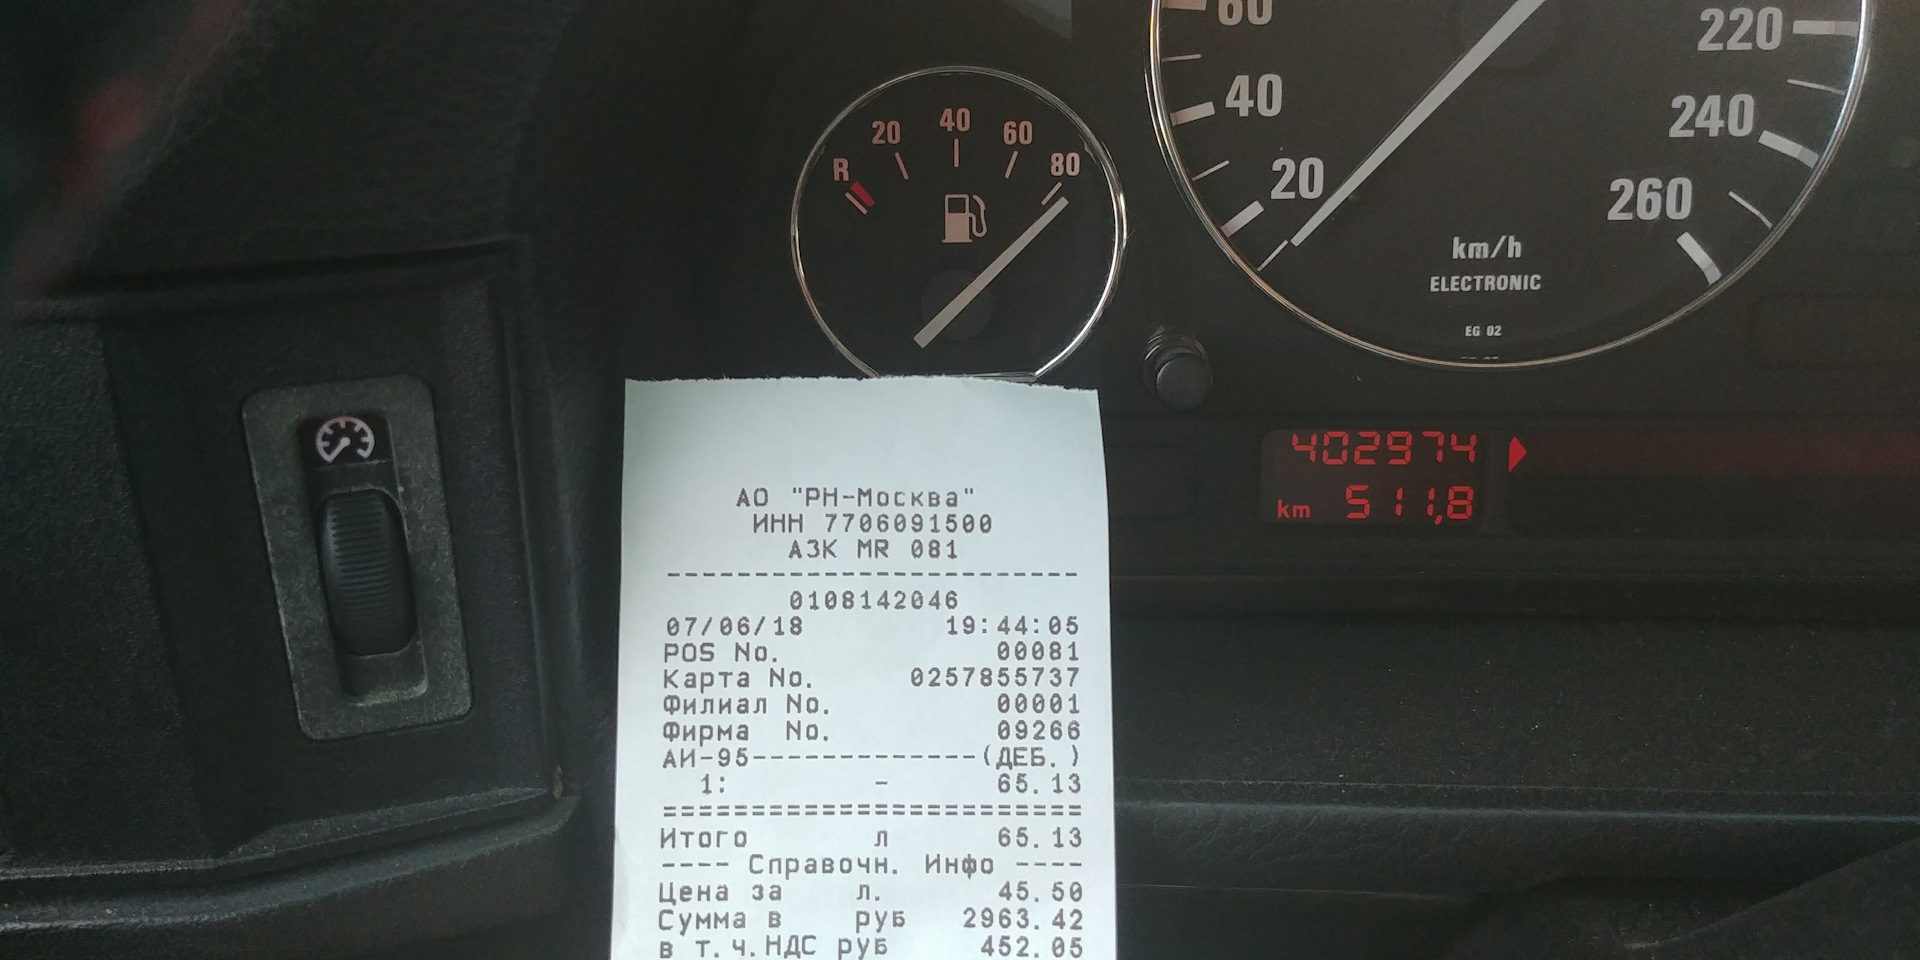 R 20 40 60 80
60
40
20
220
240
260
km/h
ELECTRONIC
EG 02
402974
km 511,8
АО "РН-Москва"
ИНН 7706091500
АЗК MR 081
------------------------
0108142046
07/06/18 19:44:05
POS No. 00081
Карта No. 0257855737
Филиал No. 00001
Фирма No. 09266
АИ-95-------------(ДЕБ.)
1: - 65.13
========================
Итого л 65.13
---- Справочн. Инфо ----
Цена за л. 45.50
Сумма в руб 2963.42
в т.ч.НДС руб 452.05